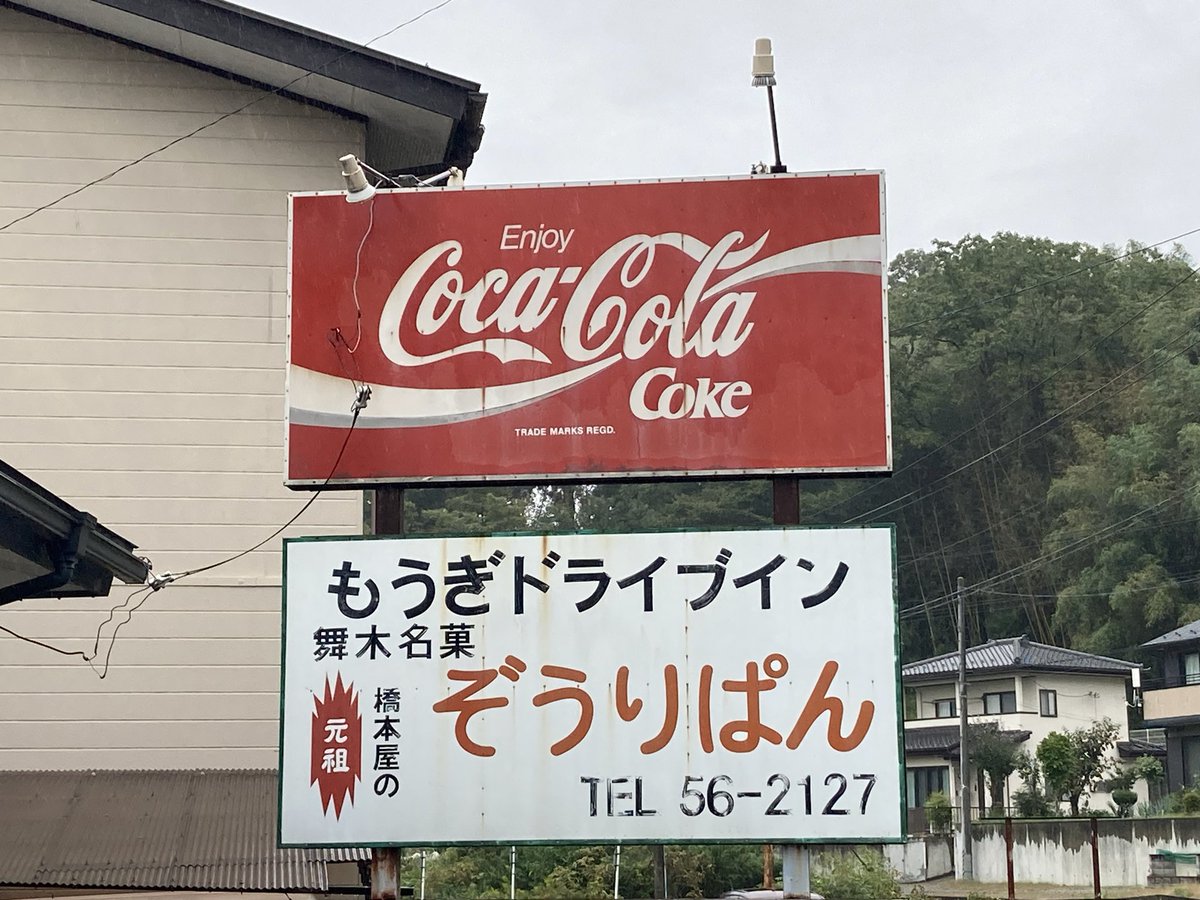 Enjoy
Coca-Cola
Coke
TRADE MARKS REGD.
もうぎドライブイン
舞木名菓
元祖
橋本屋の
ぞうりぱん
TEL 56-2127